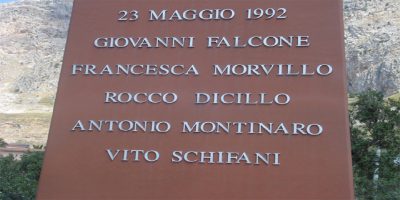 23 MAGGIO 1992
GIOVANNI FALCONE
FRANCESCA MORVILLO
ROCCO DICILLO
ANTONIO MONTINARO
VITO SCHIFANI